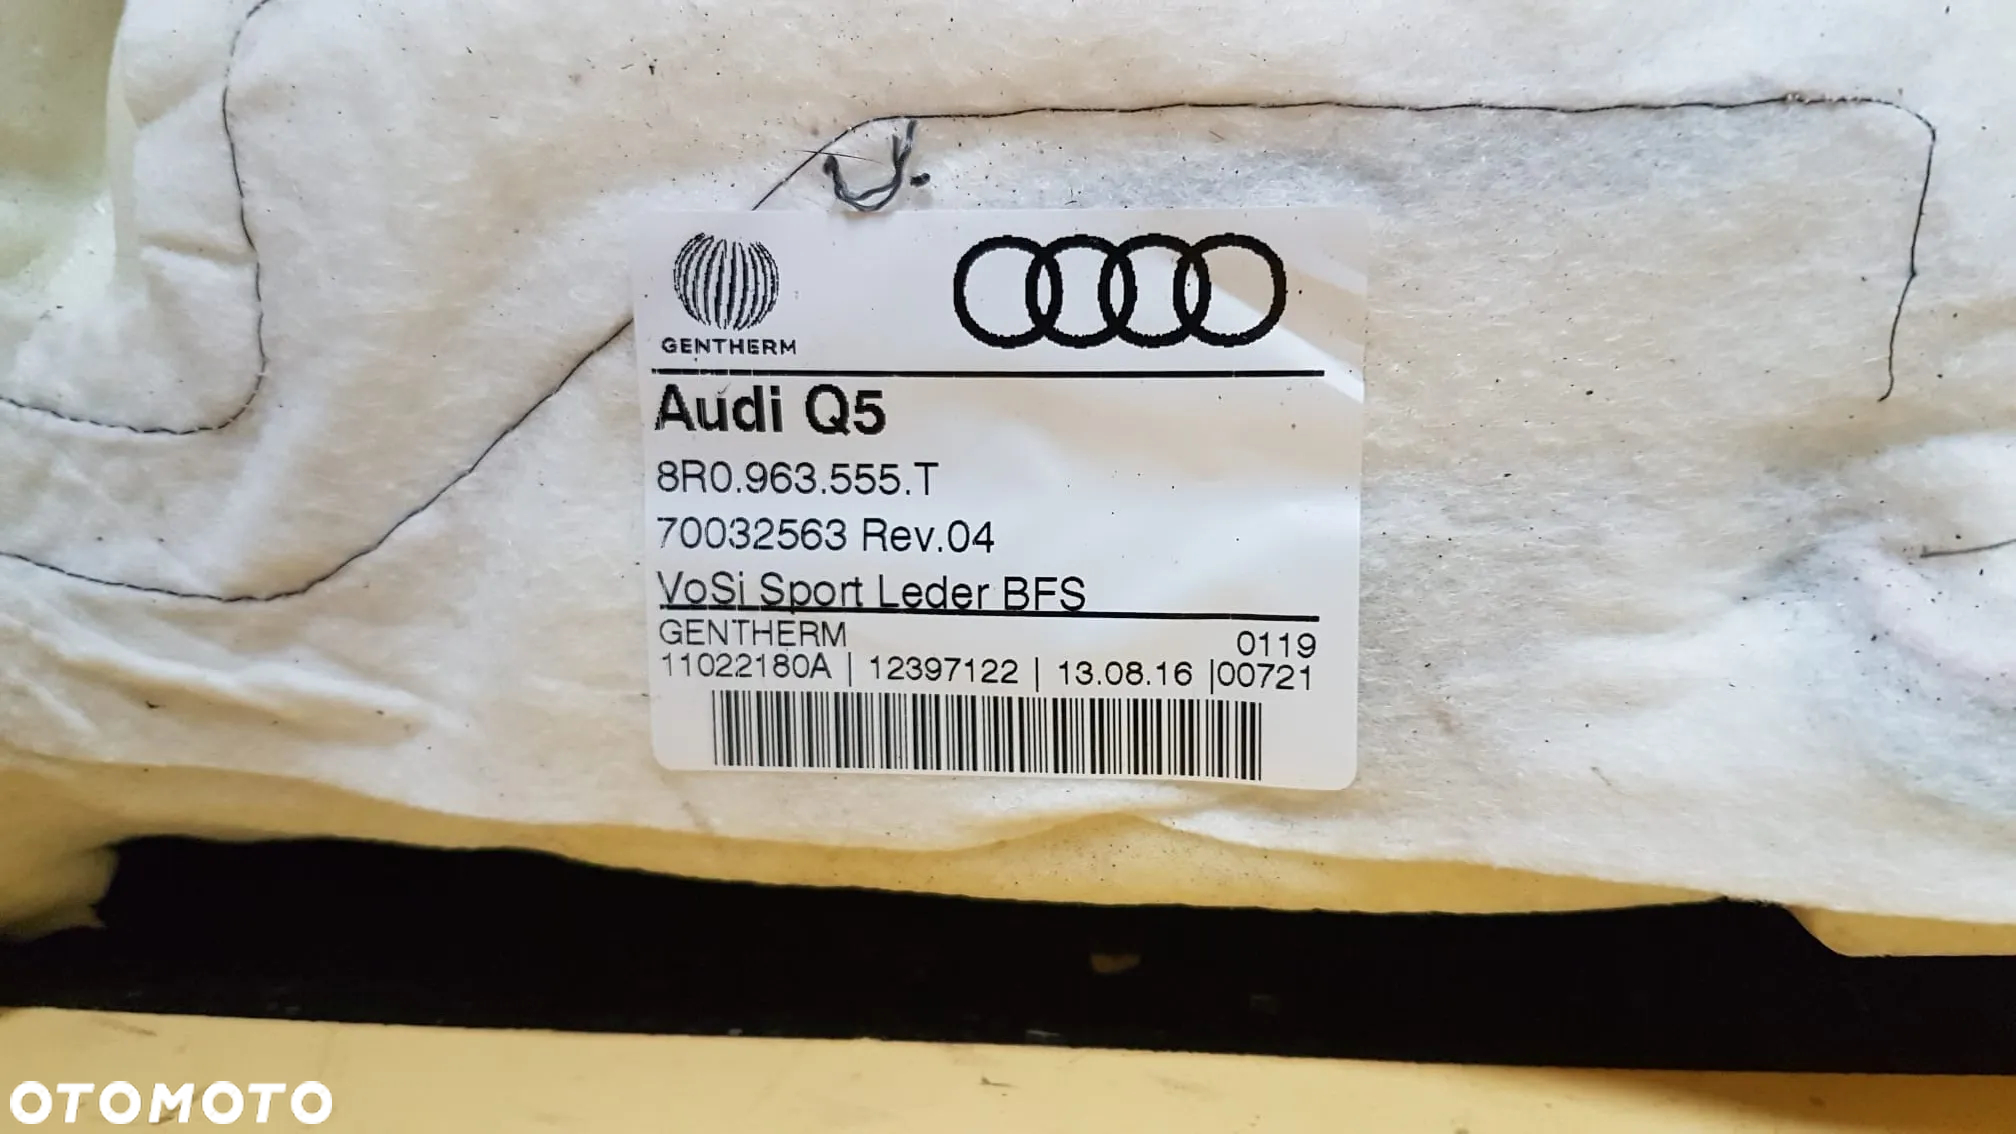 GENTHERM
Audi Q5
8R0.963.555.T
70032563 Rev.04
VoSi Sport Leder BFS
GENTHERM 0119
11022180A | 12397122 | 13.08.16 |00721
OTOMOTO